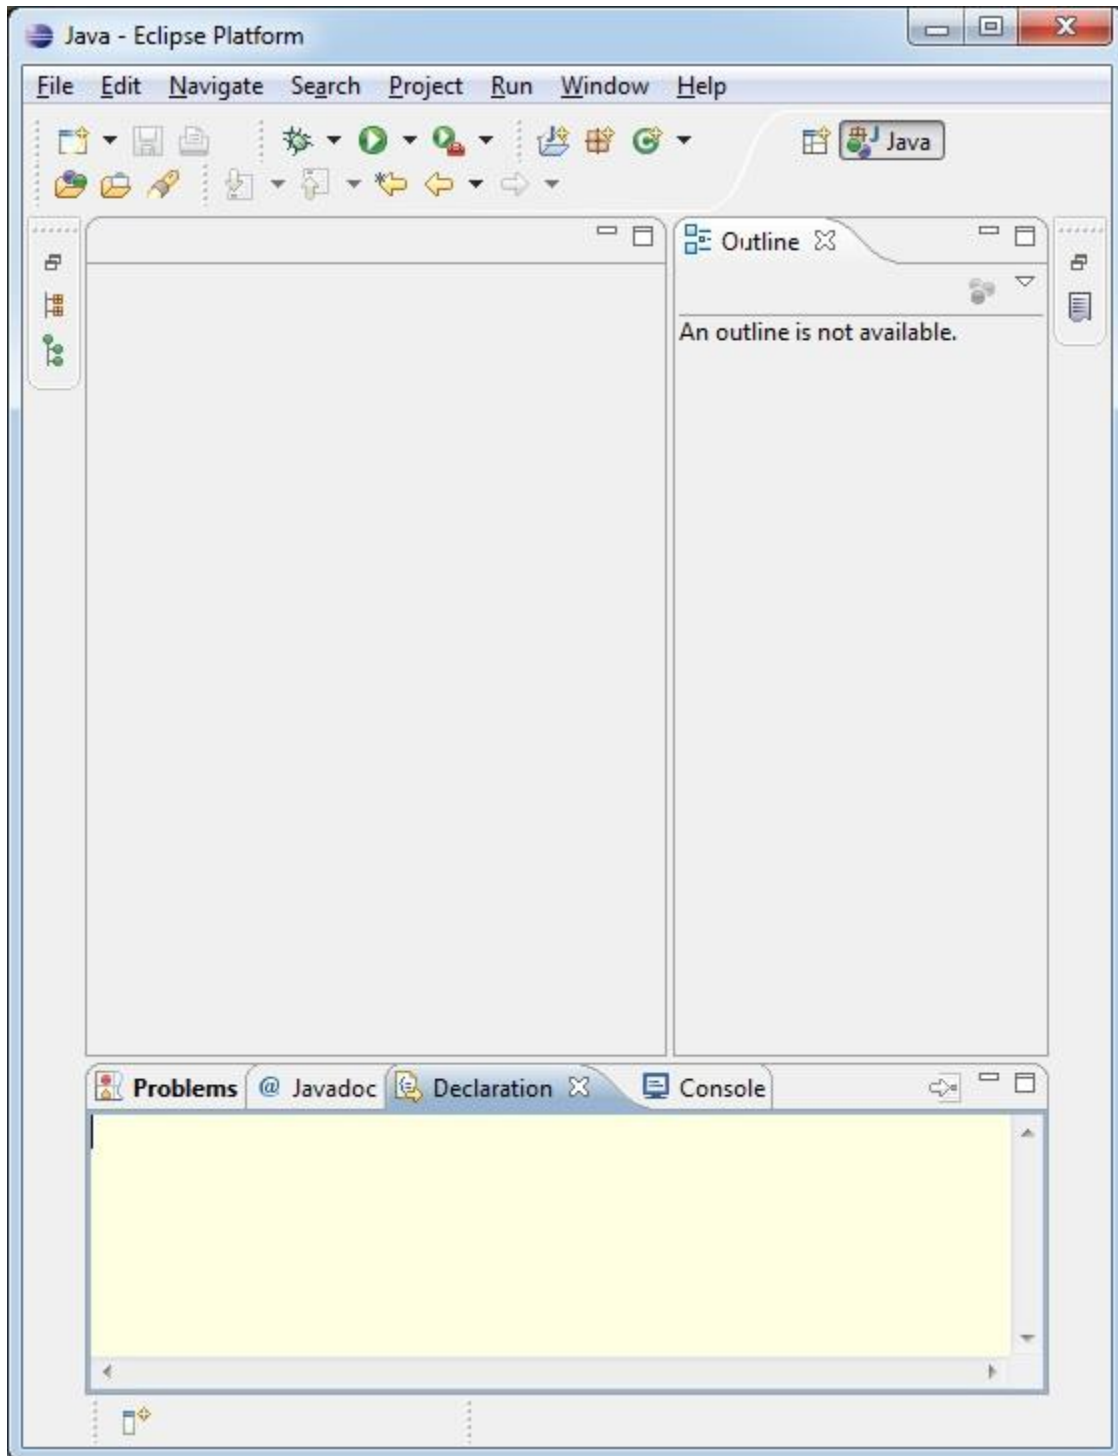 Java - Eclipse Platform
File Edit Navigate Search Project Run Window Help
Java
Outline
An outline is not available.
Problems @ Javadoc Declaration Console